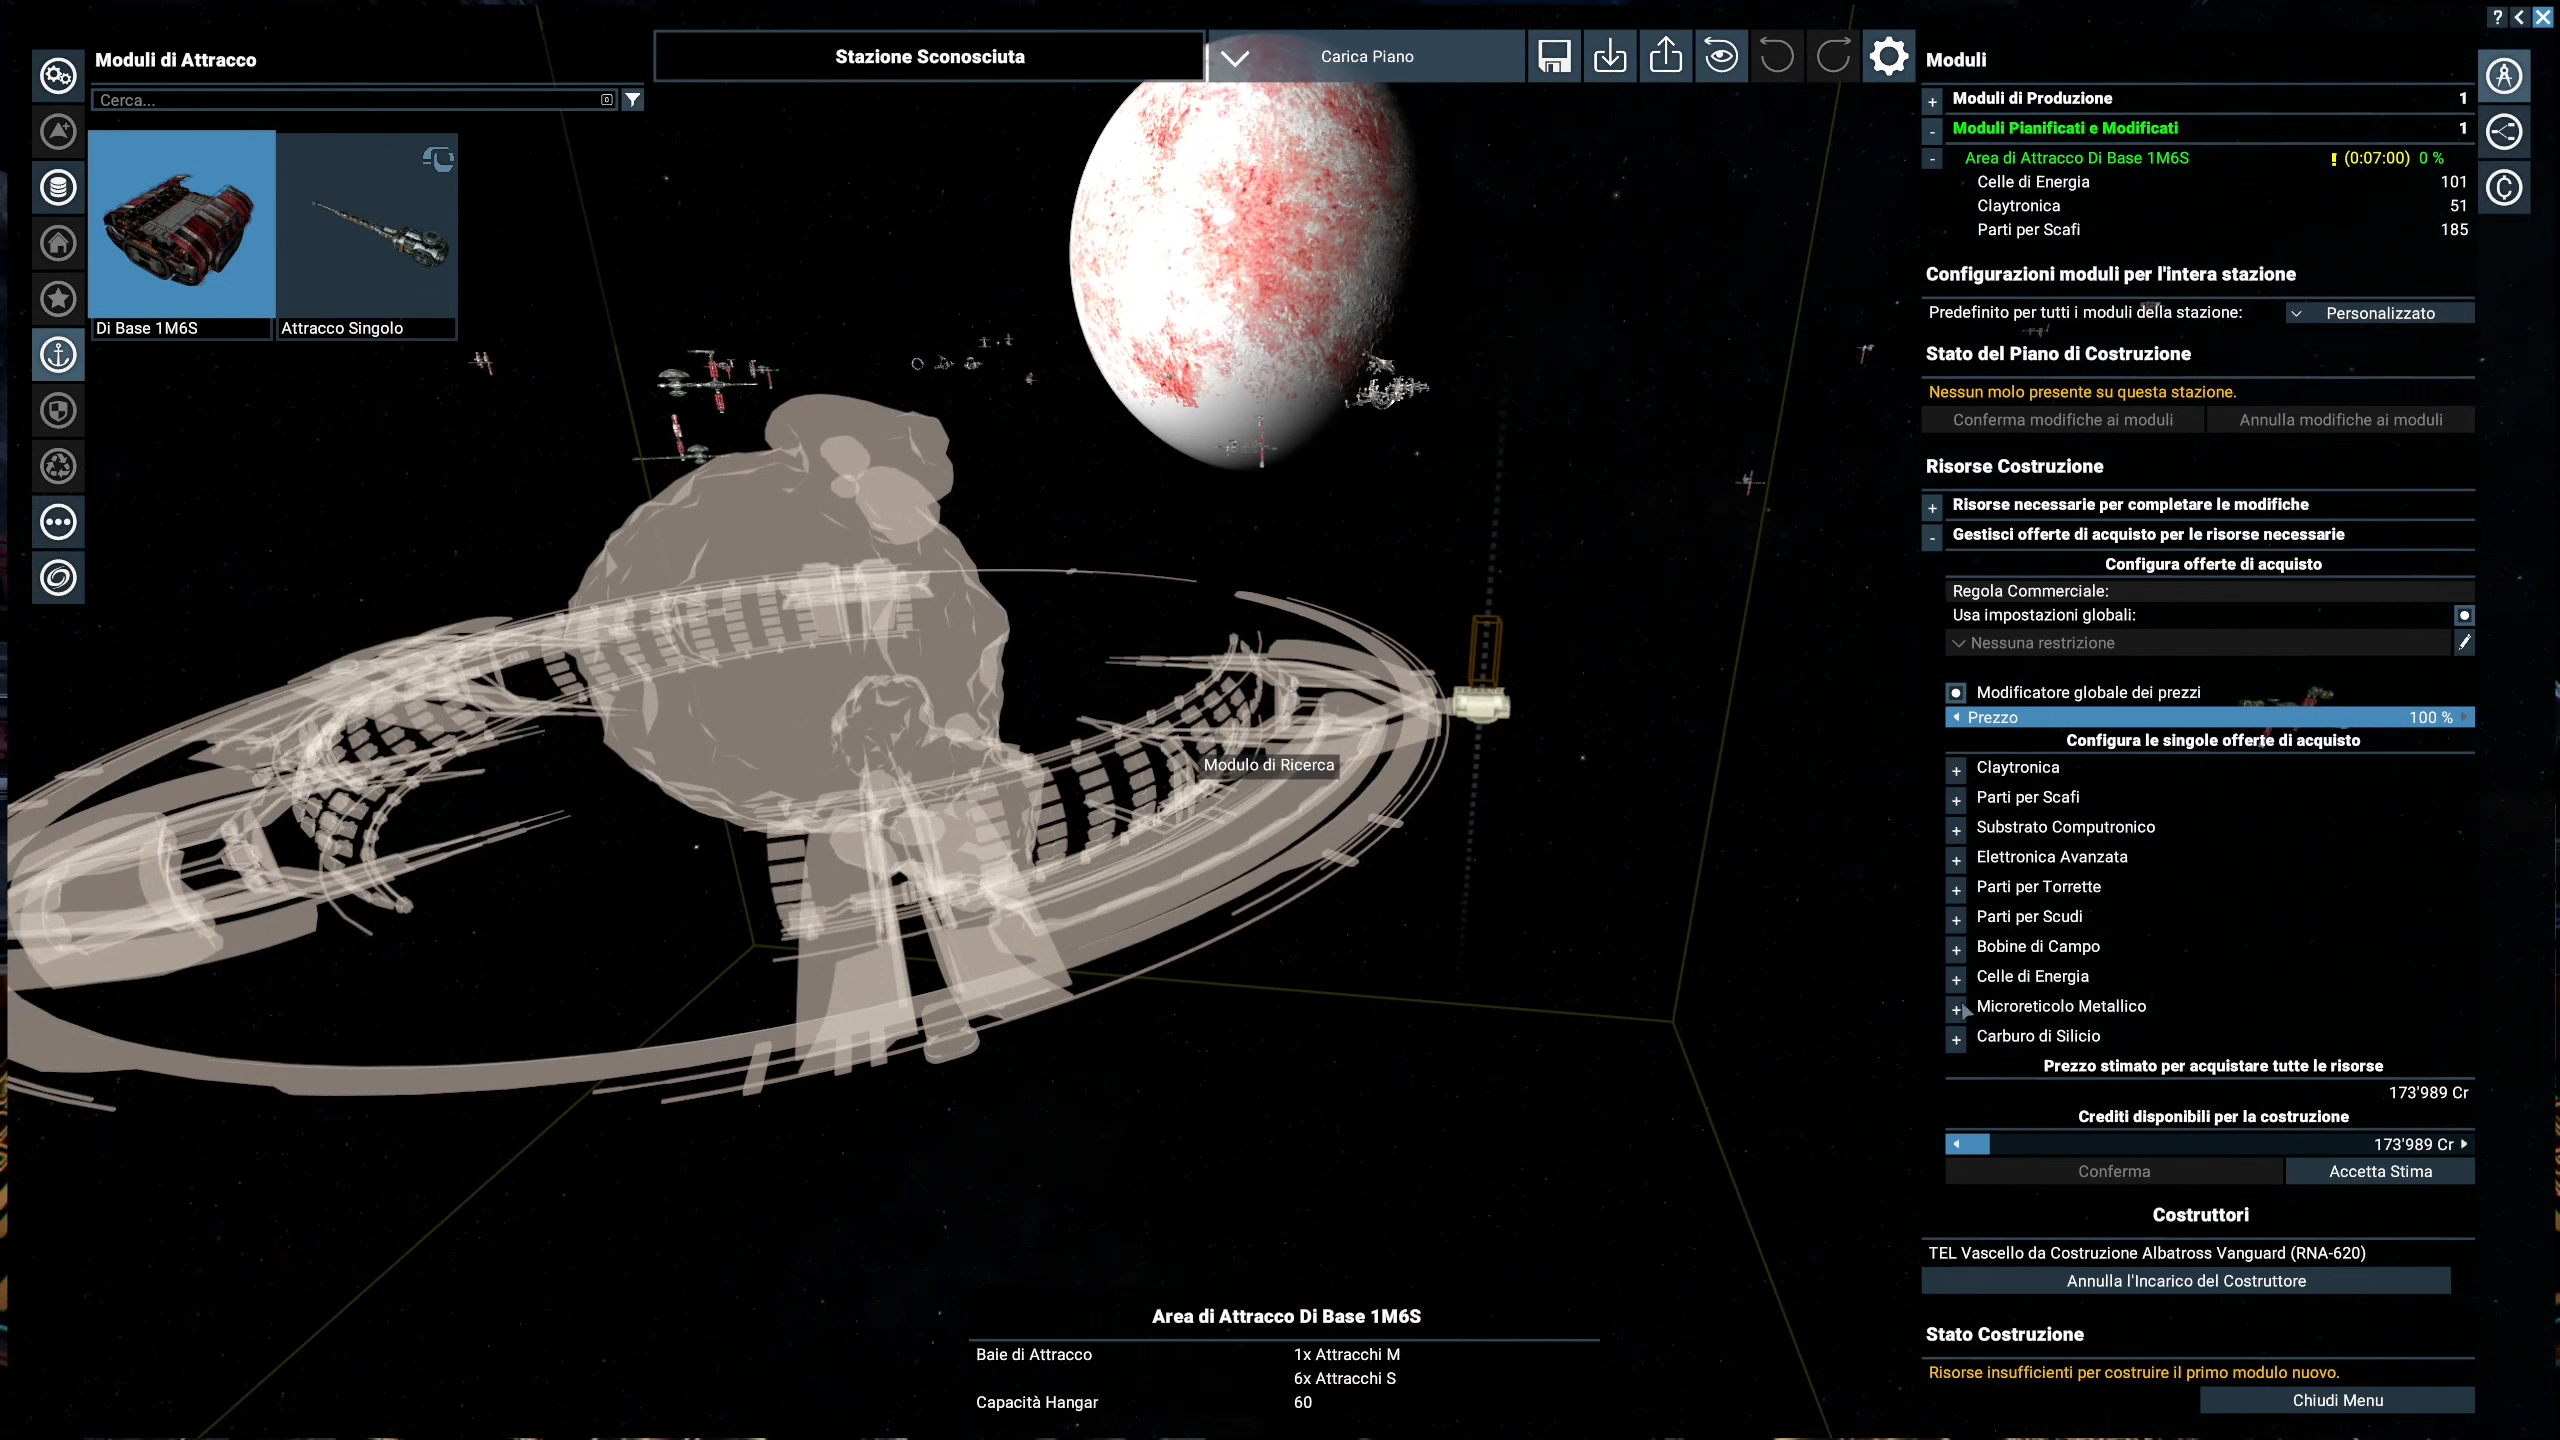 Moduli di Attracco
Cerca...
Di Base 1M6S
Attracco Singolo
Stazione Sconosciuta
Carica Piano
Modulo di Ricerca
Area di Attracco Di Base 1M6S
Baie di Attracco 1x Attracchi M
6x Attracchi S
Capacità Hangar 60
?
Moduli
+ Moduli di Produzione 1
- Moduli Pianificati e Modificati 1
- Area di Attracco Di Base 1M6S ! (0:07:00) 0 %
Celle di Energia 101
Claytronica 51
Parti per Scafi 185
Configurazioni moduli per l'intera stazione
Predefinito per tutti i moduli della stazione: Personalizzato
Stato del Piano di Costruzione
Nessun molo presente su questa stazione.
Conferma modifiche ai moduli Annulla modifiche ai moduli
Risorse Costruzione
+ Risorse necessarie per completare le modifiche
- Gestisci offerte di acquisto per le risorse necessarie
Configura offerte di acquisto
Regola Commerciale:
Usa impostazioni globali:
Nessuna restrizione
Modificatore globale dei prezzi
Prezzo 100 %
Configura le singole offerte di acquisto
+ Claytronica
+ Parti per Scafi
+ Substrato Computronico
+ Elettronica Avanzata
+ Parti per Torrette
+ Parti per Scudi
+ Bobine di Campo
+ Celle di Energia
+ Microreticolo Metallico
+ Carburo di Silicio
Prezzo stimato per acquistare tutte le risorse
173'989 Cr
Crediti disponibili per la costruzione
173'989 Cr
Conferma Accetta Stima
Costruttori
TEL Vascello da Costruzione Albatross Vanguard (RNA-620)
Annulla l'Incarico del Costruttore
Stato Costruzione
Risorse insufficienti per costruire il primo modulo nuovo.
Chiudi Menu